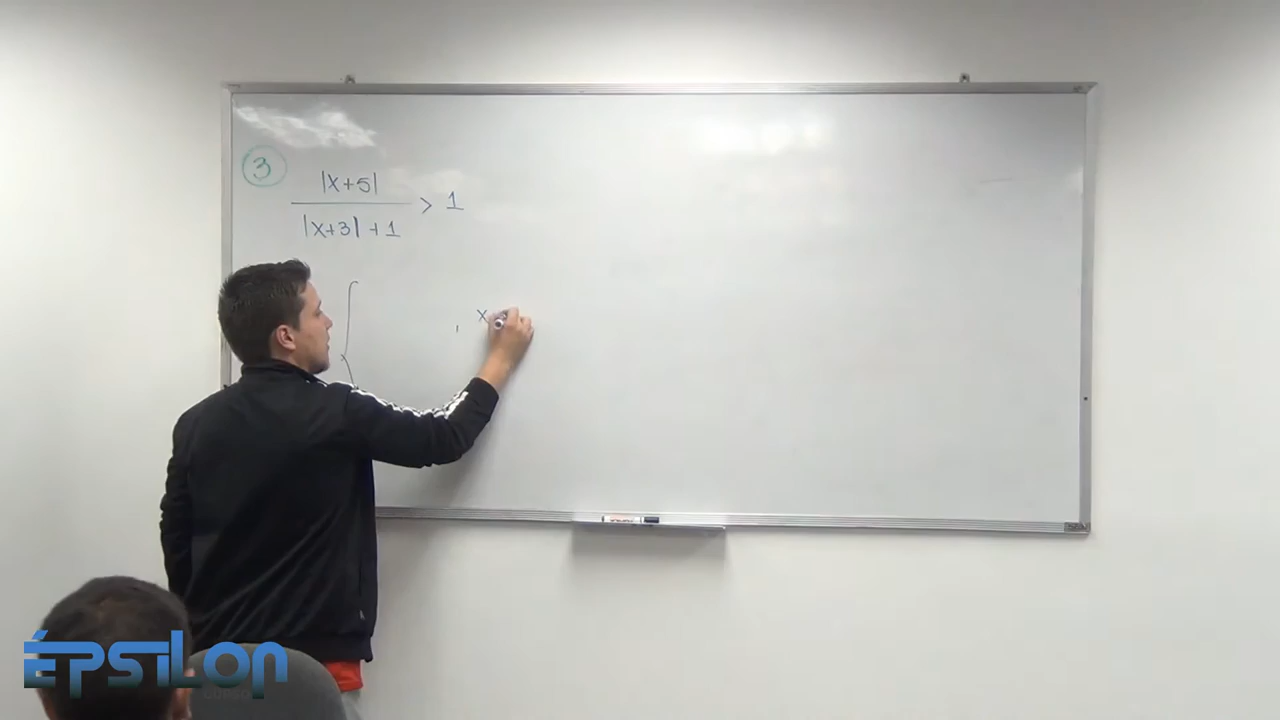 3
|x+5|
> 1
|x+3| + 1
, x
ÉPSILON